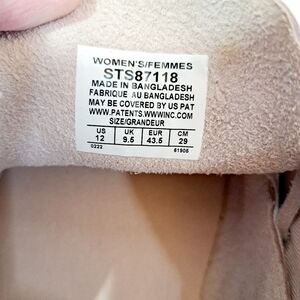 WOMEN'S/FEMMES
STS87118
MADE IN BANGLADESH
FABRIQUE AU BANGLADESH
MAY BE COVERED BY US PAT
WWW.PATENTS.WWWINC.COM
SIZE/GRANDEUR
US UK EUR CM
12 9.5 43.5 29
0222 61906